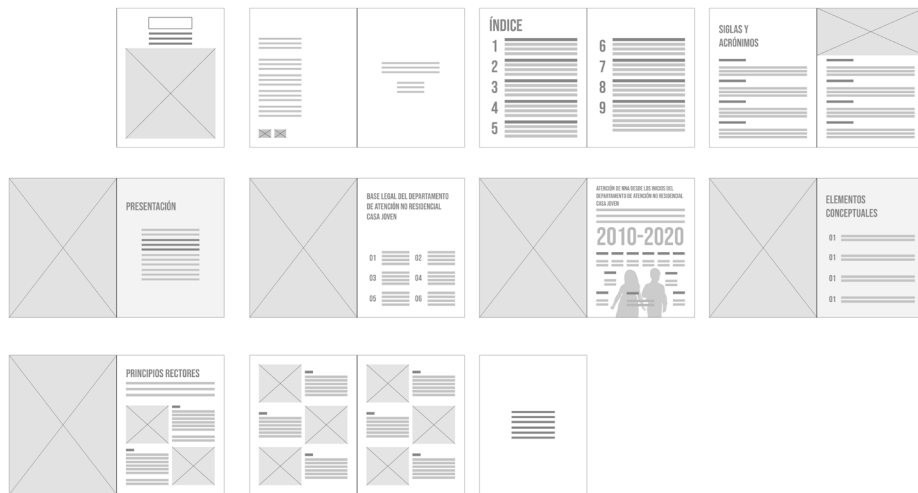 ÍNDICE
1
2
3
4
5
6
7
8
9
SIGLAS Y
ACRÓNIMOS
PRESENTACIÓN
BASE LEGAL DEL DEPARTAMENTO
DE ATENCIÓN NO RESIDENCIAL
CASA JOVEN
01
02
03
04
05
06
ATENCIÓN DE NNA DESDE LOS INICIOS DEL
DEPARTAMENTO DE ATENCIÓN NO RESIDENCIAL
CASA JOVEN
2010-2020
ELEMENTOS
CONCEPTUALES
01
01
01
01
PRINCIPIOS RECTORES